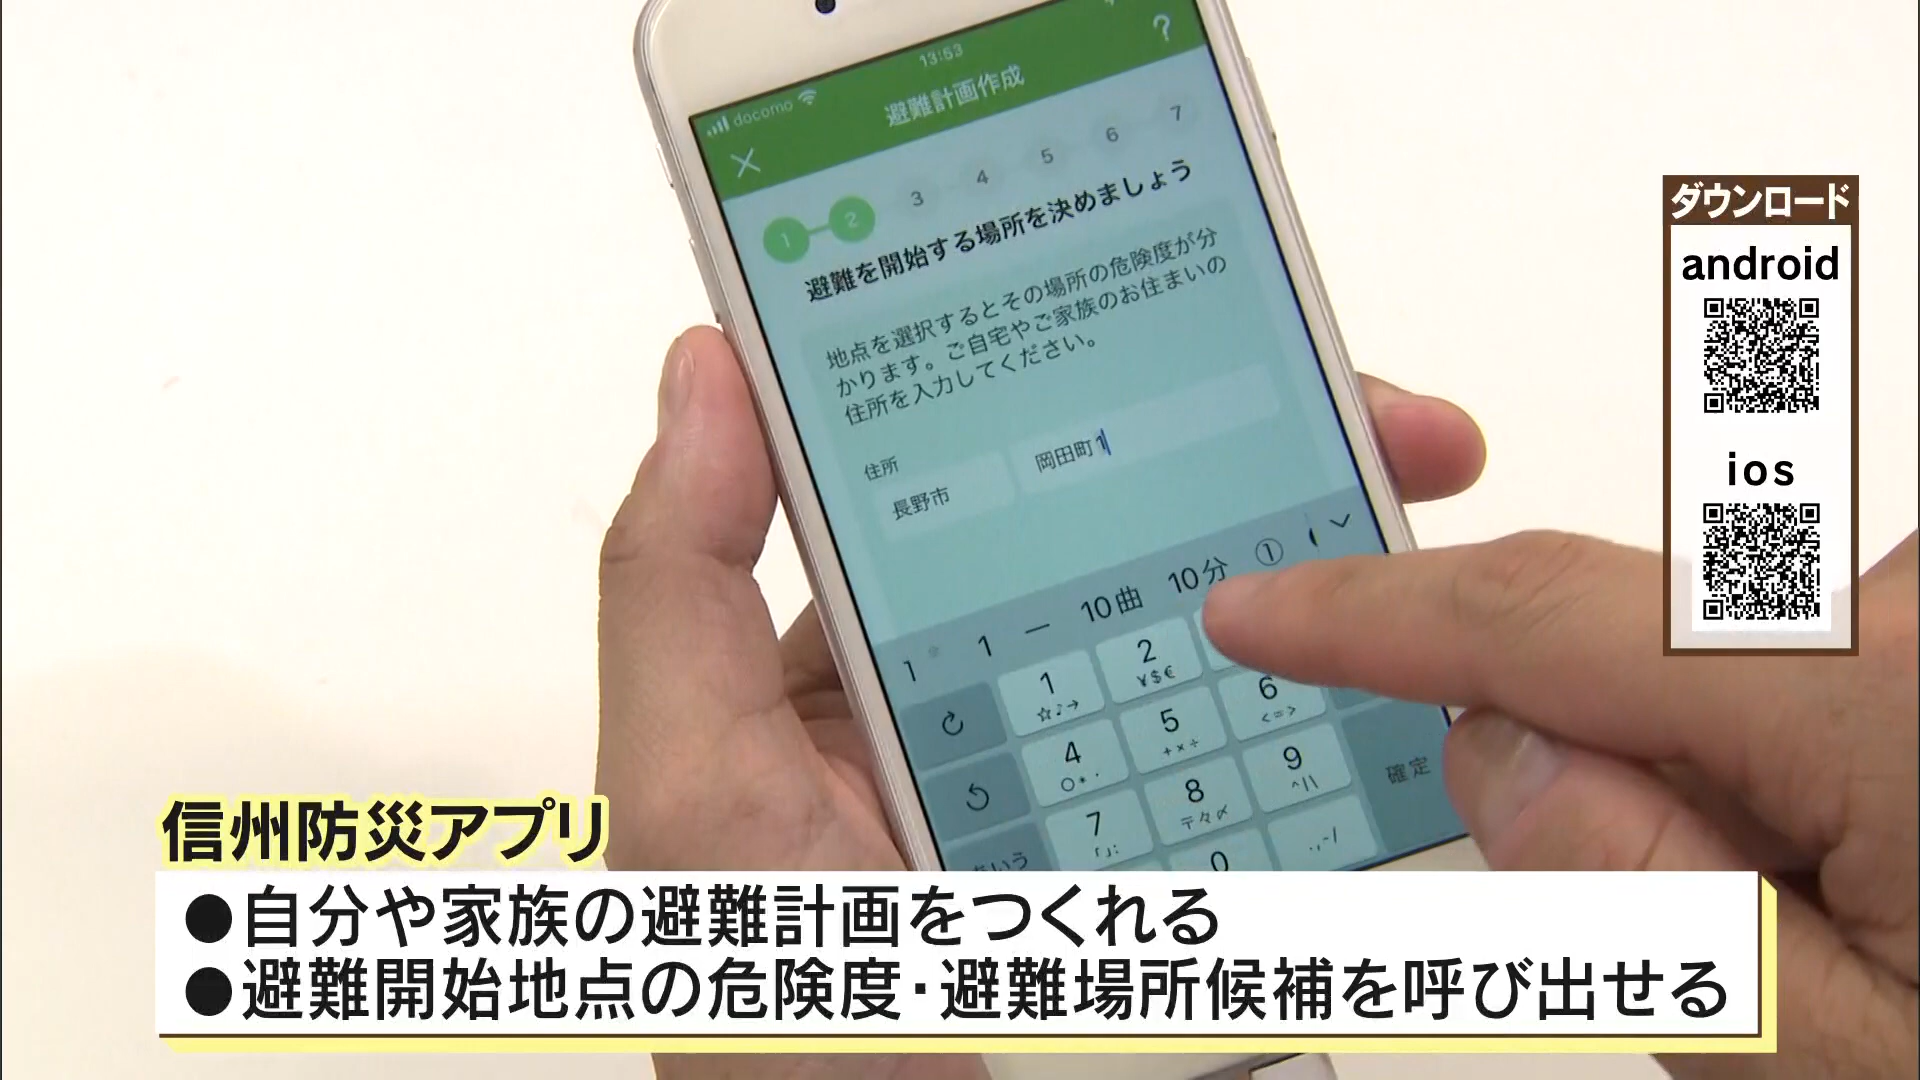 docomo
13:53
避難計画作成
?
1 2 3 4 5 6 7
避難を開始する場所を決めましょう
地点を選択するとその場所の危険度が分
かります。ご自宅やご家族のお住まいの
住所を入力してください。
住所
長野市
岡田町1
1 1 一 10曲 10分 ①
1
☆♪→
2
¥$€
4
○*・
5
+×÷
6
<=>
7
「」:
8
〒々〆
9
^|\
0
.,-/
確定
ダウンロード
android
ios
信州防災アプリ
●自分や家族の避難計画をつくれる
●避難開始地点の危険度・避難場所候補を呼び出せる